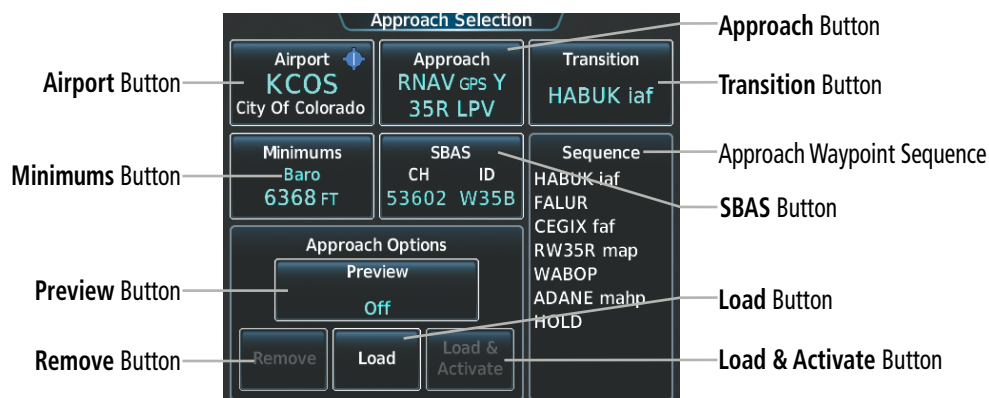 Approach Selection
Approach Button
Airport
KCOS
City Of Colorado
Approach
RNAV GPS Y
35R LPV
Transition
HABUK iaf
Airport Button
Transition Button
Minimums
Baro
6368 FT
SBAS
CH ID
53602 W35B
Sequence
HABUK iaf
FALUR
CEGIX faf
RW35R map
WABOP
ADANE mahp
HOLD
Approach Waypoint Sequence
Minimums Button
SBAS Button
Approach Options
Preview
Off
Preview Button
Load Button
Remove
Load
Load &
Activate
Remove Button
Load & Activate Button